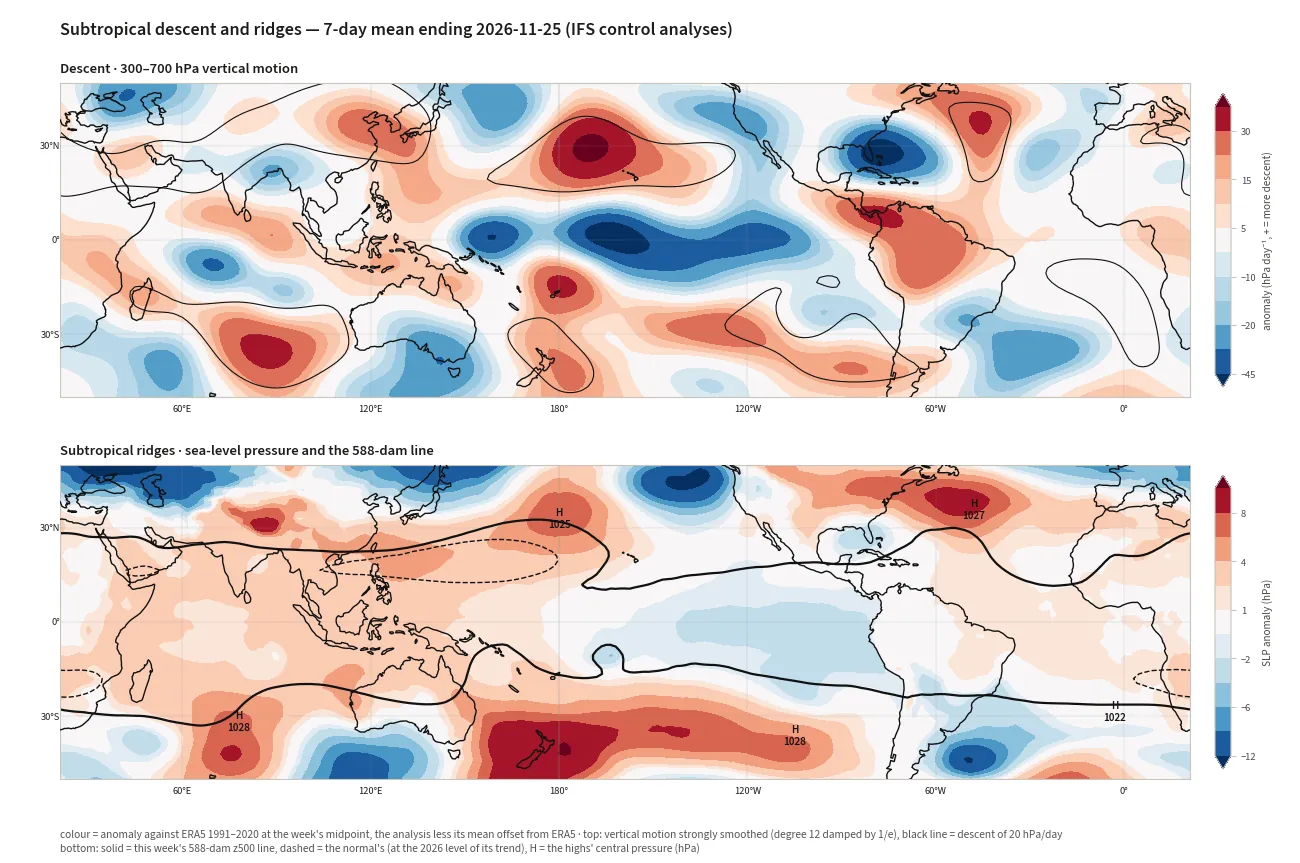 Subtropical descent and ridges — 7-day mean ending 2026-11-25 (IFS control analyses)
Descent · 300–700 hPa vertical motion
30°N
0°
30°S
60°E
120°E
180°
120°W
60°W
0°
30
15
5
−10
−20
−45
anomaly (hPa day⁻¹, + = more descent)
Subtropical ridges · sea-level pressure and the 588-dam line
30°N
0°
30°S
H
1025
H
1027
H
1028
H
1028
H
1022
60°E
120°E
180°
120°W
60°W
0°
8
4
1
−2
−6
−12
SLP anomaly (hPa)
colour = anomaly against ERA5 1991–2020 at the week's midpoint, the analysis less its mean offset from ERA5 · top: vertical motion strongly smoothed (degree 12 damped by 1/e), black line = descent of 20 hPa/day
bottom: solid = this week's 588-dam z500 line, dashed = the normal's (at the 2026 level of its trend), H = the highs' central pressure (hPa)